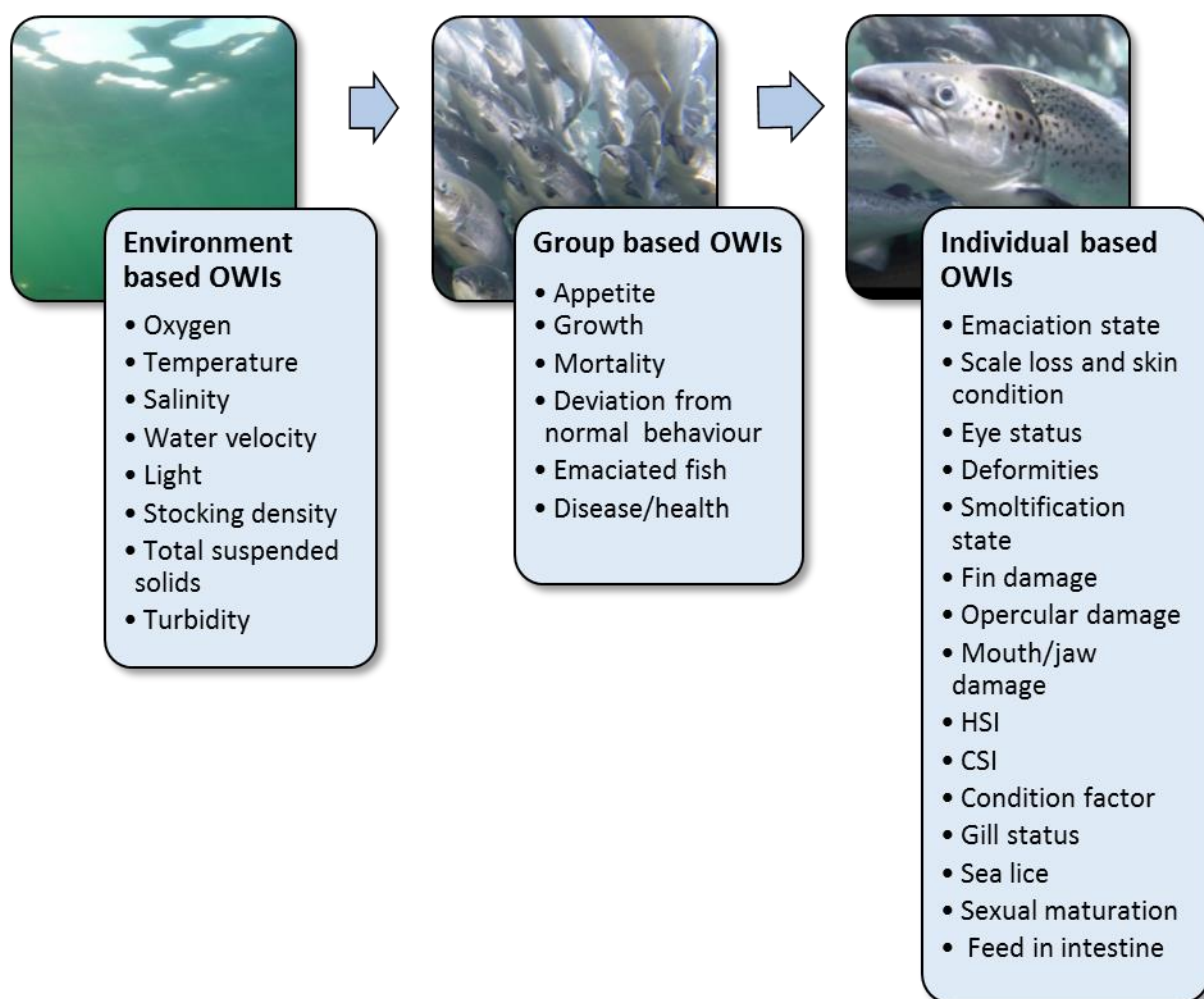 Environment
based OWIs
• Oxygen
• Temperature
• Salinity
• Water velocity
• Light
• Stocking density
• Total suspended
solids
• Turbidity
Group based OWIs
• Appetite
• Growth
• Mortality
• Deviation from
normal behaviour
• Emaciated fish
• Disease/health
Individual based
OWIs
• Emaciation state
• Scale loss and skin
condition
• Eye status
• Deformities
• Smoltification
state
• Fin damage
• Opercular damage
• Mouth/jaw
damage
• HSI
• CSI
• Condition factor
• Gill status
• Sea lice
• Sexual maturation
• Feed in intestine